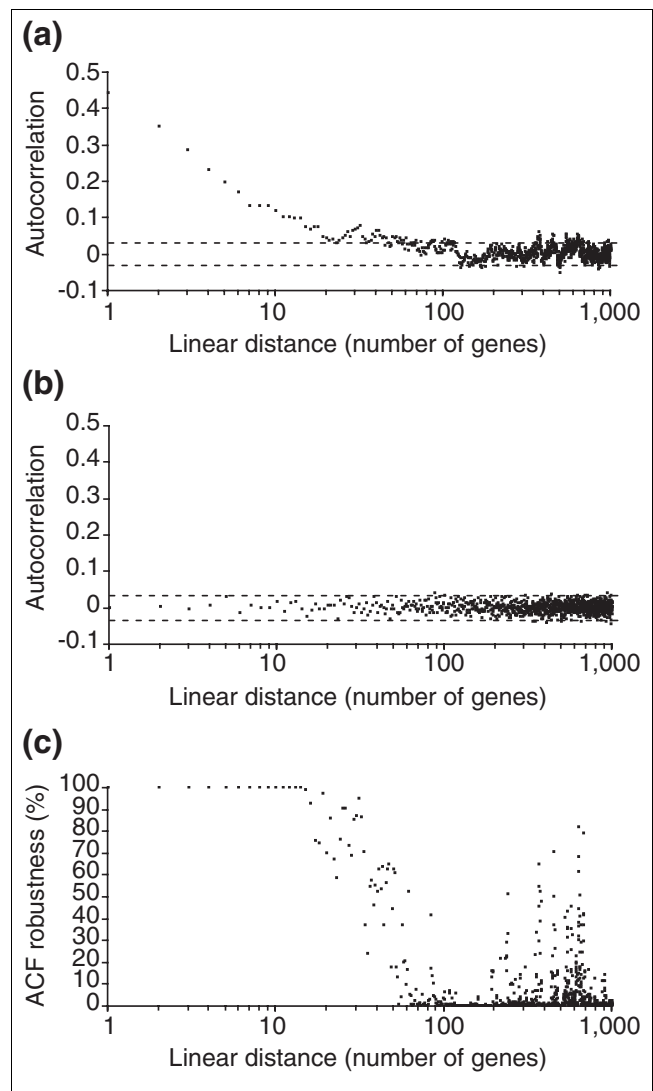 (a)
Autocorrelation
0.5
0.4
0.3
0.2
0.1
0
-0.1
1 10 100 1,000
Linear distance (number of genes)
(b)
Autocorrelation
0.5
0.4
0.3
0.2
0.1
0
-0.1
1 10 100 1,000
Linear distance (number of genes)
(c)
ACF robustness (%)
100
90
80
70
60
50
40
30
20
10
0
1 10 100 1,000
Linear distance (number of genes)